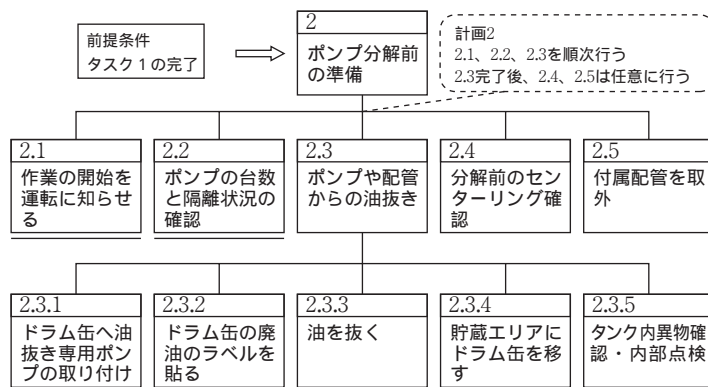 前提条件
タスク1の完了
2
ポンプ分解前
の準備
計画2
2.1、2.2、2.3を順次行う
2.3完了後、2.4、2.5は任意に行う
2.1
作業の開始を
運転に知らせ
る
2.2
ポンプの台数
と隔離状況の
確認
2.3
ポンプや配管
からの油抜き
2.4
分解前のセン
ターリング確
認
2.5
付属配管を取
外
2.3.1
ドラム缶へ油
抜き専用ポン
プの取り付け
2.3.2
ドラム缶の廃
油のラベルを
貼る
2.3.3
油を抜く
2.3.4
貯蔵エリアに
ドラム缶を移
す
2.3.5
タンク内異物確
認・内部点検